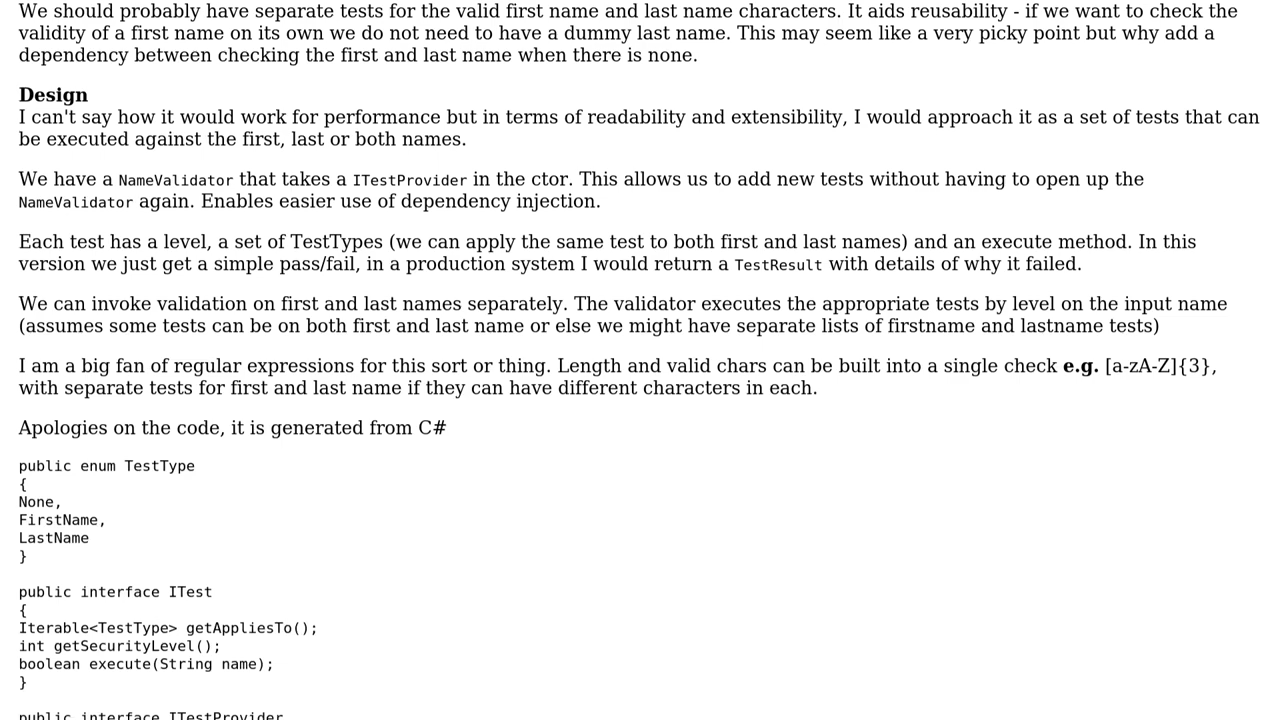 We should probably have separate tests for the valid first name and last name characters. It aids reusability - if we want to check the
validity of a first name on its own we do not need to have a dummy last name. This may seem like a very picky point but why add a
dependency between checking the first and last name when there is none.
Design
I can't say how it would work for performance but in terms of readability and extensibility, I would approach it as a set of tests that can
be executed against the first, last or both names.
We have a NameValidator that takes a ITestProvider in the ctor. This allows us to add new tests without having to open up the
NameValidator again. Enables easier use of dependency injection.
Each test has a level, a set of TestTypes (we can apply the same test to both first and last names) and an execute method. In this
version we just get a simple pass/fail, in a production system I would return a TestResult with details of why it failed.
We can invoke validation on first and last names separately. The validator executes the appropriate tests by level on the input name
(assumes some tests can be on both first and last name or else we might have separate lists of firstname and lastname tests)
I am a big fan of regular expressions for this sort or thing. Length and valid chars can be built into a single check e.g. [a-zA-Z]{3},
with separate tests for first and last name if they can have different characters in each.
Apologies on the code, it is generated from C#
public enum TestType
{
None,
FirstName,
LastName
}
public interface ITest
{
Iterable<TestType> getAppliesTo();
int getSecurityLevel();
boolean execute(String name);
}
public interface ITestProvider